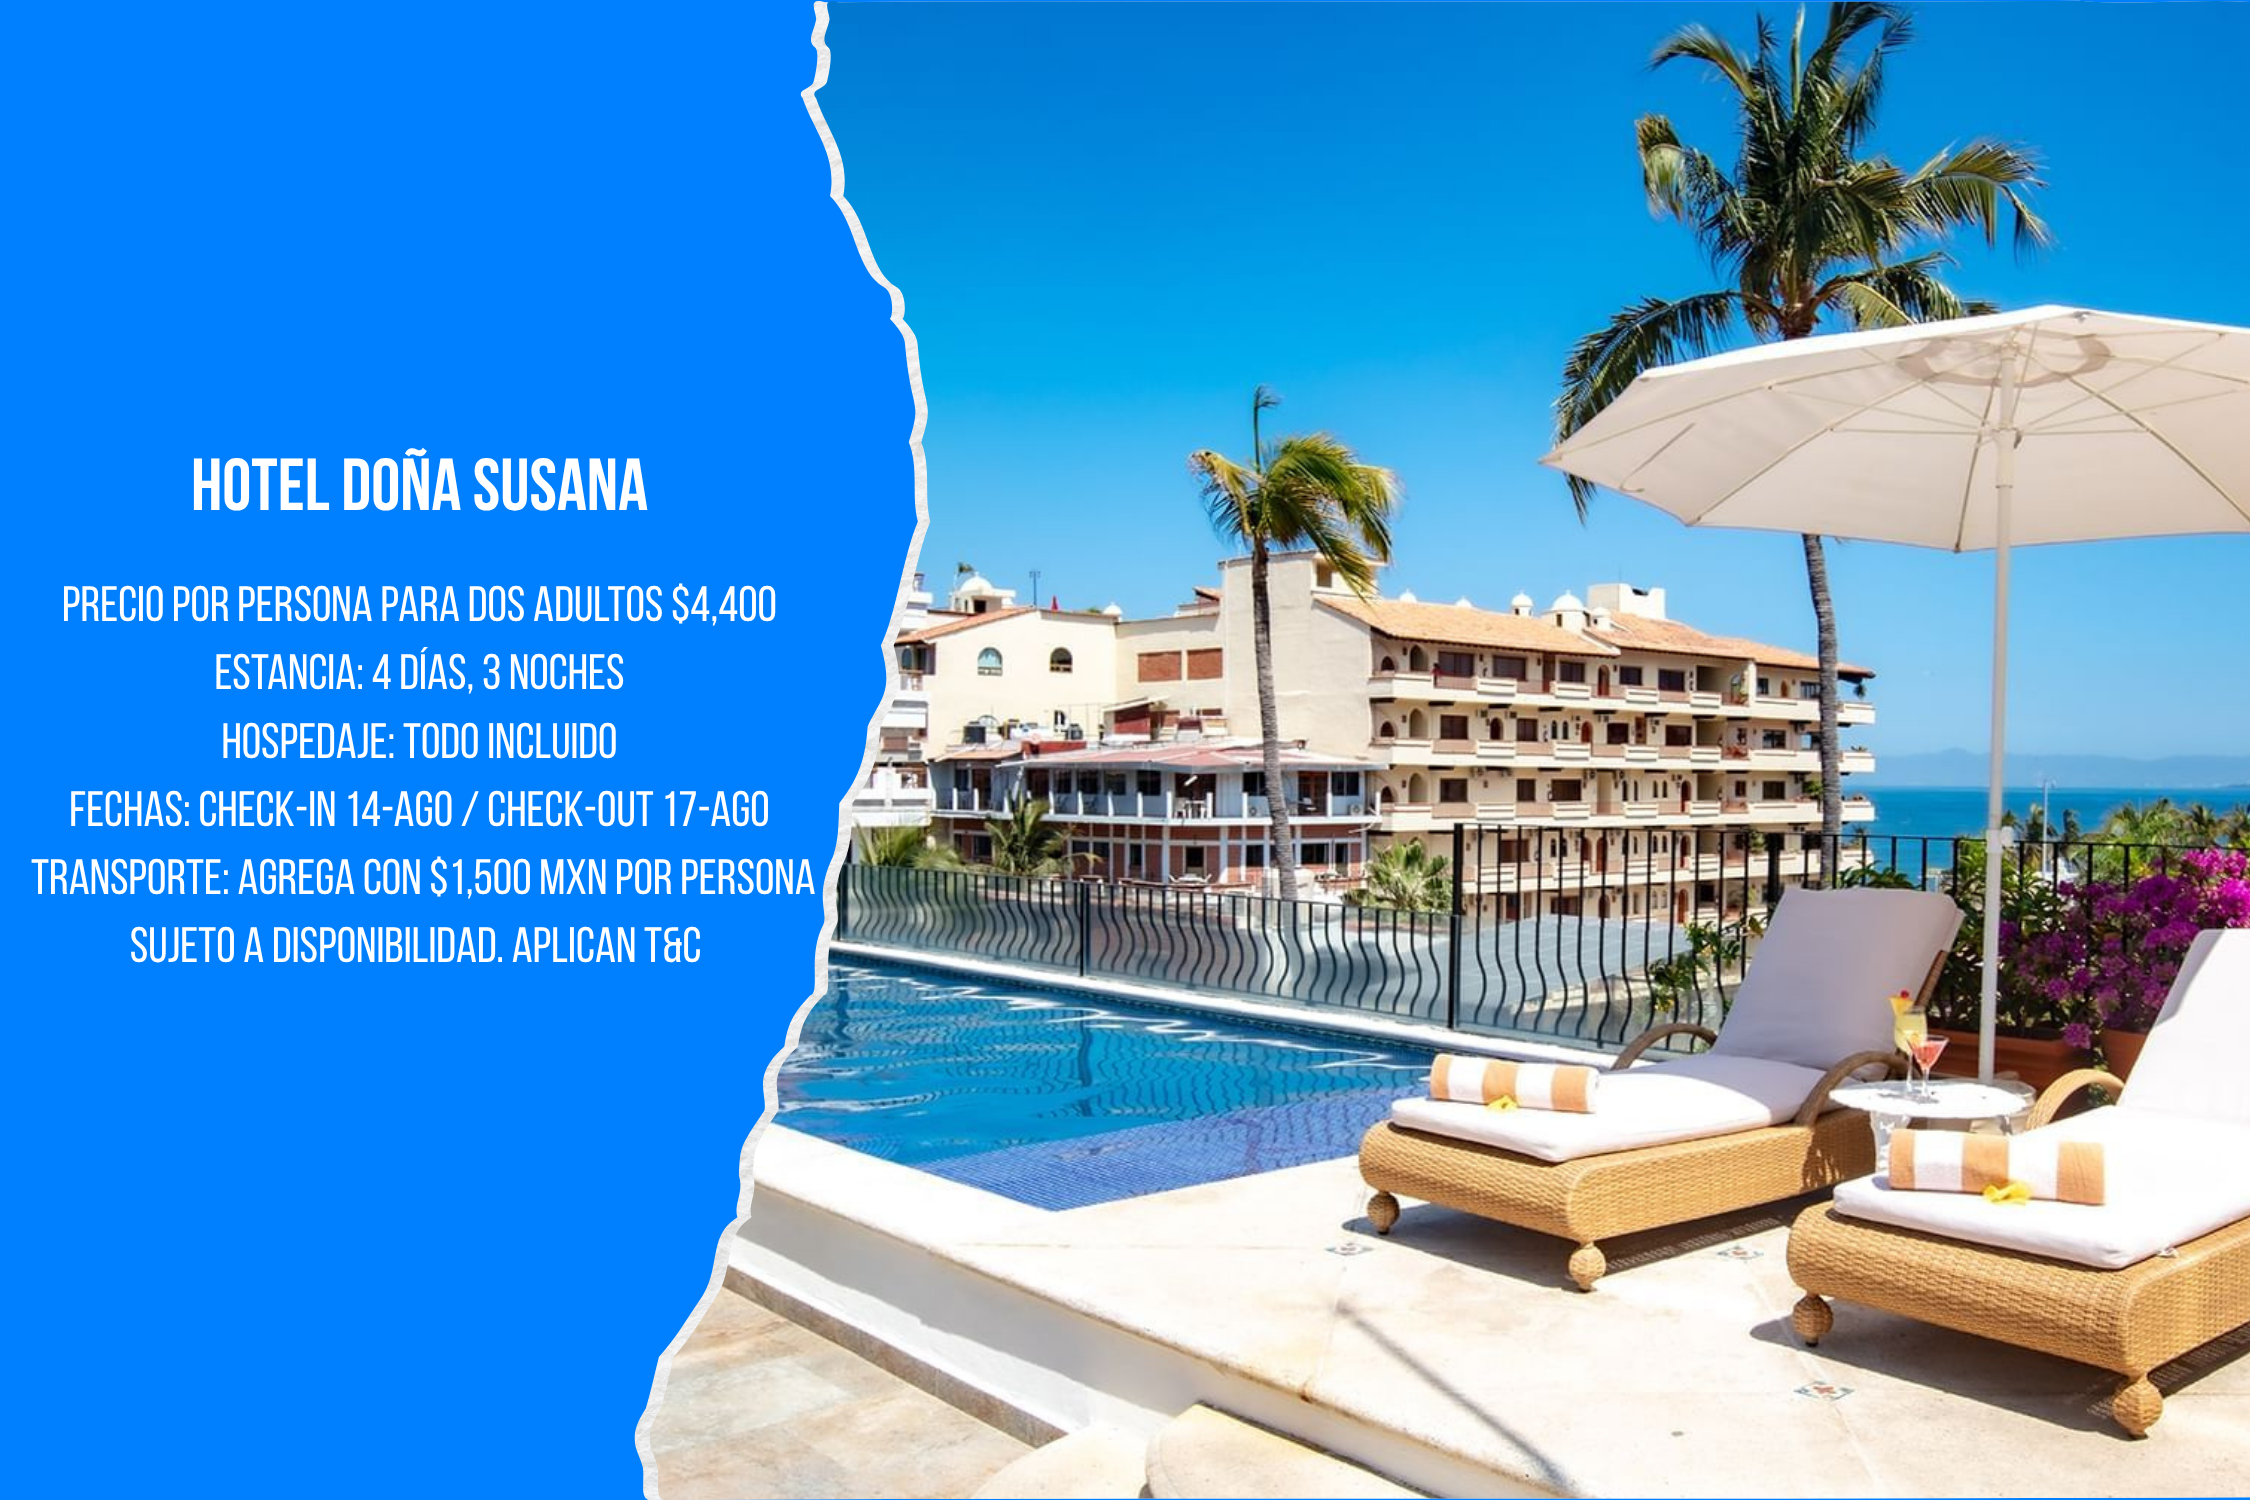 HOTEL DOÑA SUSANA
PRECIO POR PERSONA PARA DOS ADULTOS $4,400
ESTANCIA: 4 DÍAS, 3 NOCHES
HOSPEDAJE: TODO INCLUIDO
FECHAS: CHECK-IN 14-AGO / CHECK-OUT 17-AGO
TRANSPORTE: AGREGA CON $1,500 MXN POR PERSONA
SUJETO A DISPONIBILIDAD. APLICAN T&C